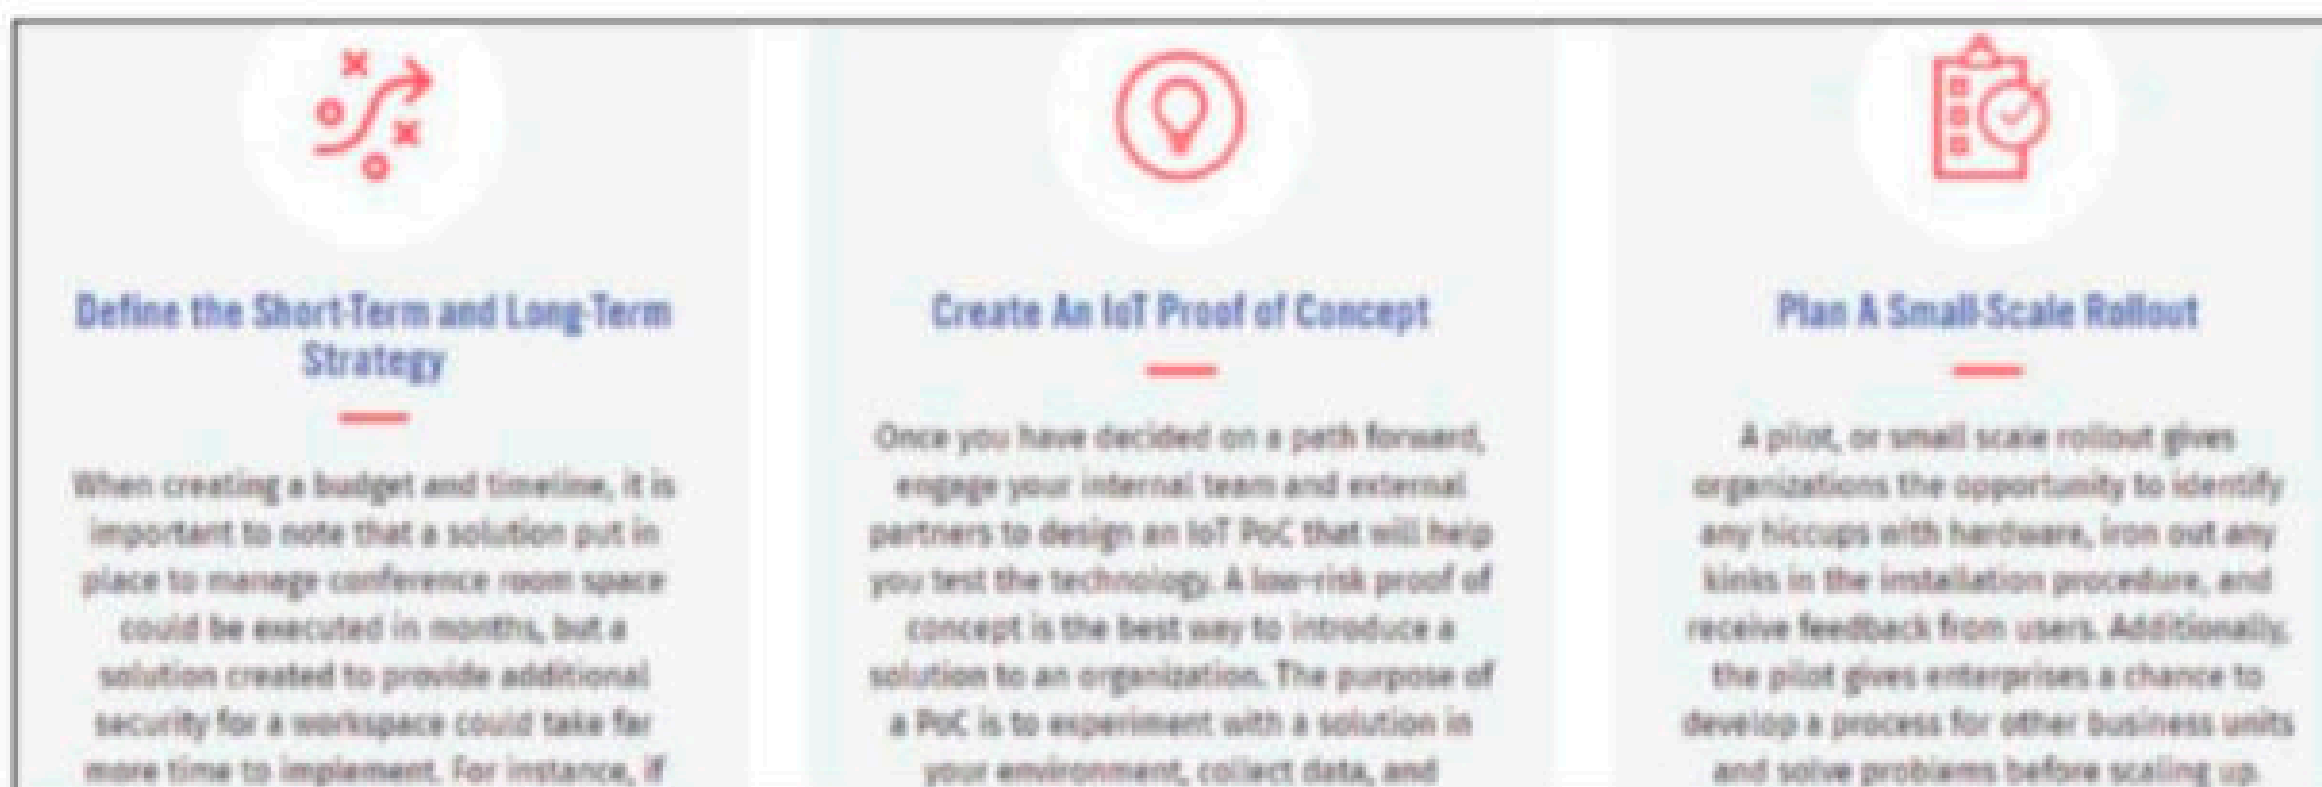 Define the Short-Term and Long-Term
Strategy
When creating a budget and timeline, it is
important to note that a solution put in
place to manage conference room space
could be executed in months, but a
solution created to provide additional
security for a workspace could take far
more time to implement. For instance, if
Create An IoT Proof of Concept
Once you have decided on a path forward,
engage your internal team and external
partners to design an IoT PoC that will help
you test the technology. A low-risk proof of
concept is the best way to introduce a
solution to an organization. The purpose of
a PoC is to experiment with a solution in
your environment, collect data, and
Plan A Small-Scale Rollout
A pilot, or small scale rollout gives
organizations the opportunity to identify
any hiccups with hardware, iron out any
kinks in the installation procedure, and
receive feedback from users. Additionally,
the pilot gives enterprises a chance to
develop a process for other business units
and solve problems before scaling up.